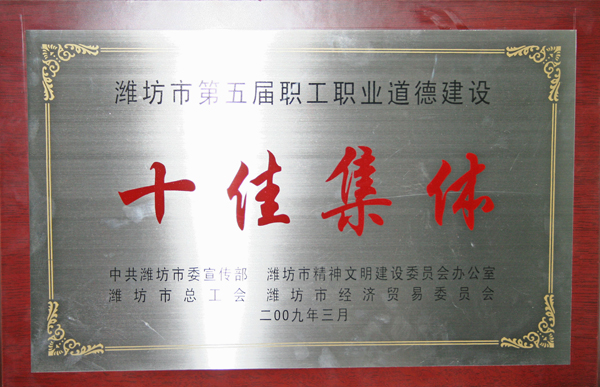 潍坊市第五届职工职业道德建设
十佳集体
中共潍坊市委宣传部 潍坊市精神文明建设委员会办公室
潍坊市总工会 潍坊市经济贸易委员会
二00九年三月